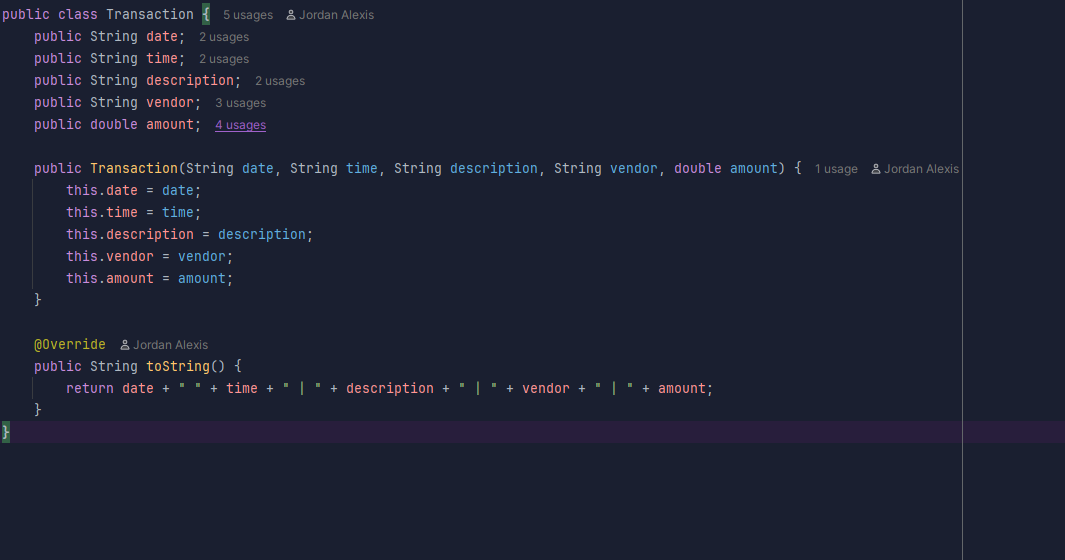 public class Transaction {  5 usages  Jordan Alexis
    public String date;  2 usages
    public String time;  2 usages
    public String description;  2 usages
    public String vendor;  3 usages
    public double amount;  4 usages

    public Transaction(String date, String time, String description, String vendor, double amount) {  1 usage  Jordan Alexis
        this.date = date;
        this.time = time;
        this.description = description;
        this.vendor = vendor;
        this.amount = amount;
    }

    @Override  Jordan Alexis
    public String toString() {
        return date + " " + time + " | " + description + " | " + vendor + " | " + amount;
    }
}